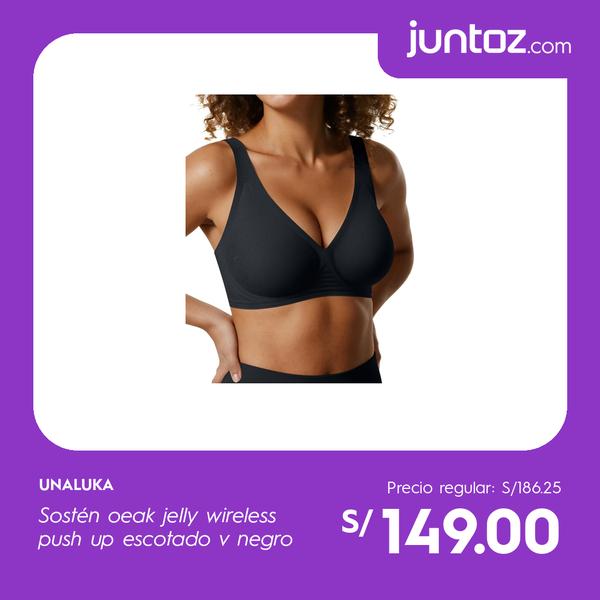 juntoz.com
UNALUKA
Sostén oeak jelly wireless
push up escotado v negro
Precio regular: S/186.25
S/149.00